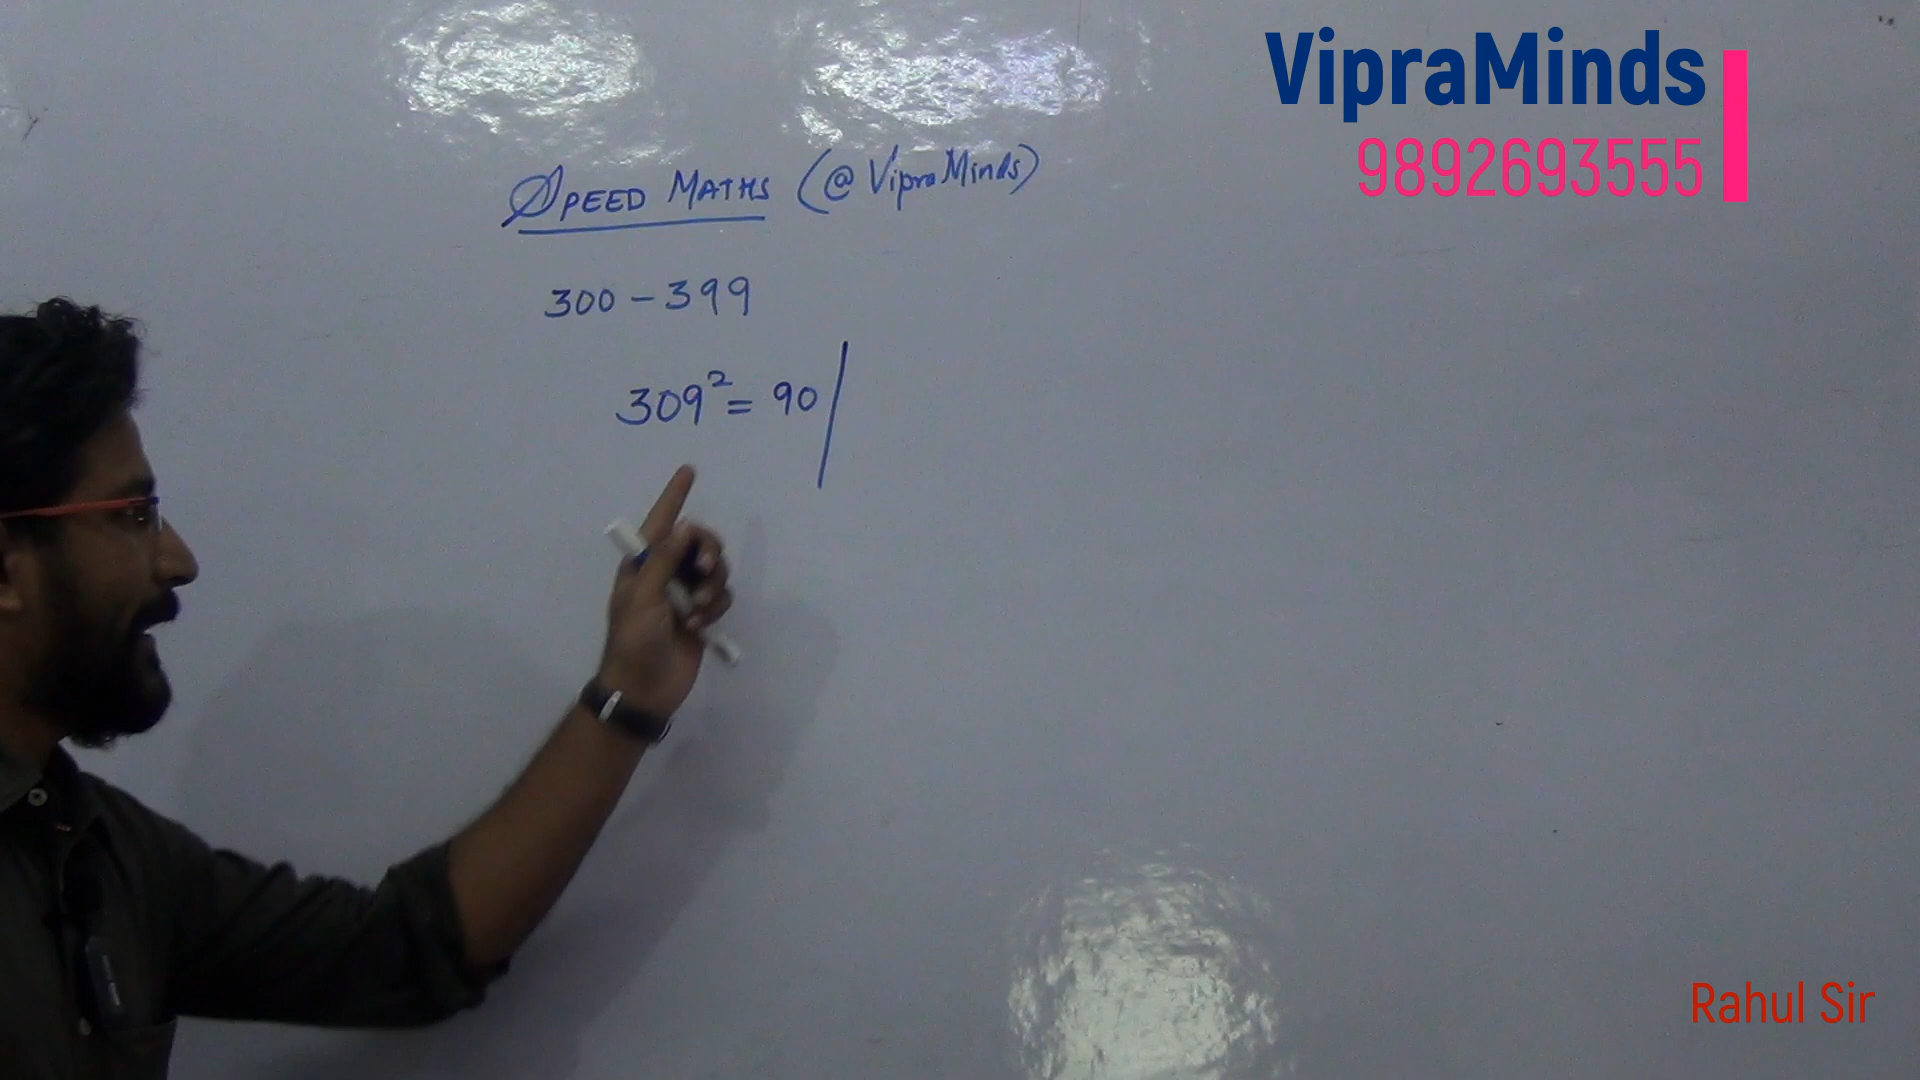 VipraMinds
9892693555
SPEED MATHS (@VipraMinds)
300 - 399
309² = 90/
Rahul Sir